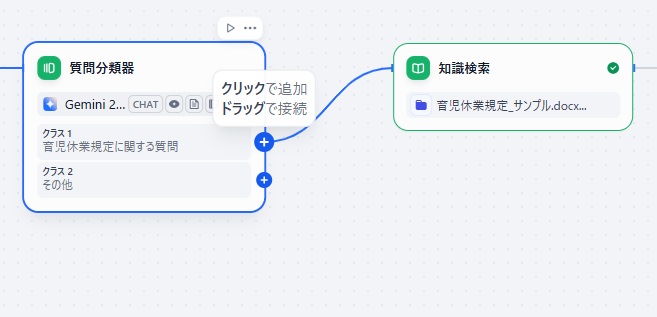 質問分類器
Gemini 2... CHAT
クリックで追加
ドラッグで接続
クラス 1
育児休業規定に関する質問
クラス 2
その他
知識検索
育児休業規定_サンプル.docx...